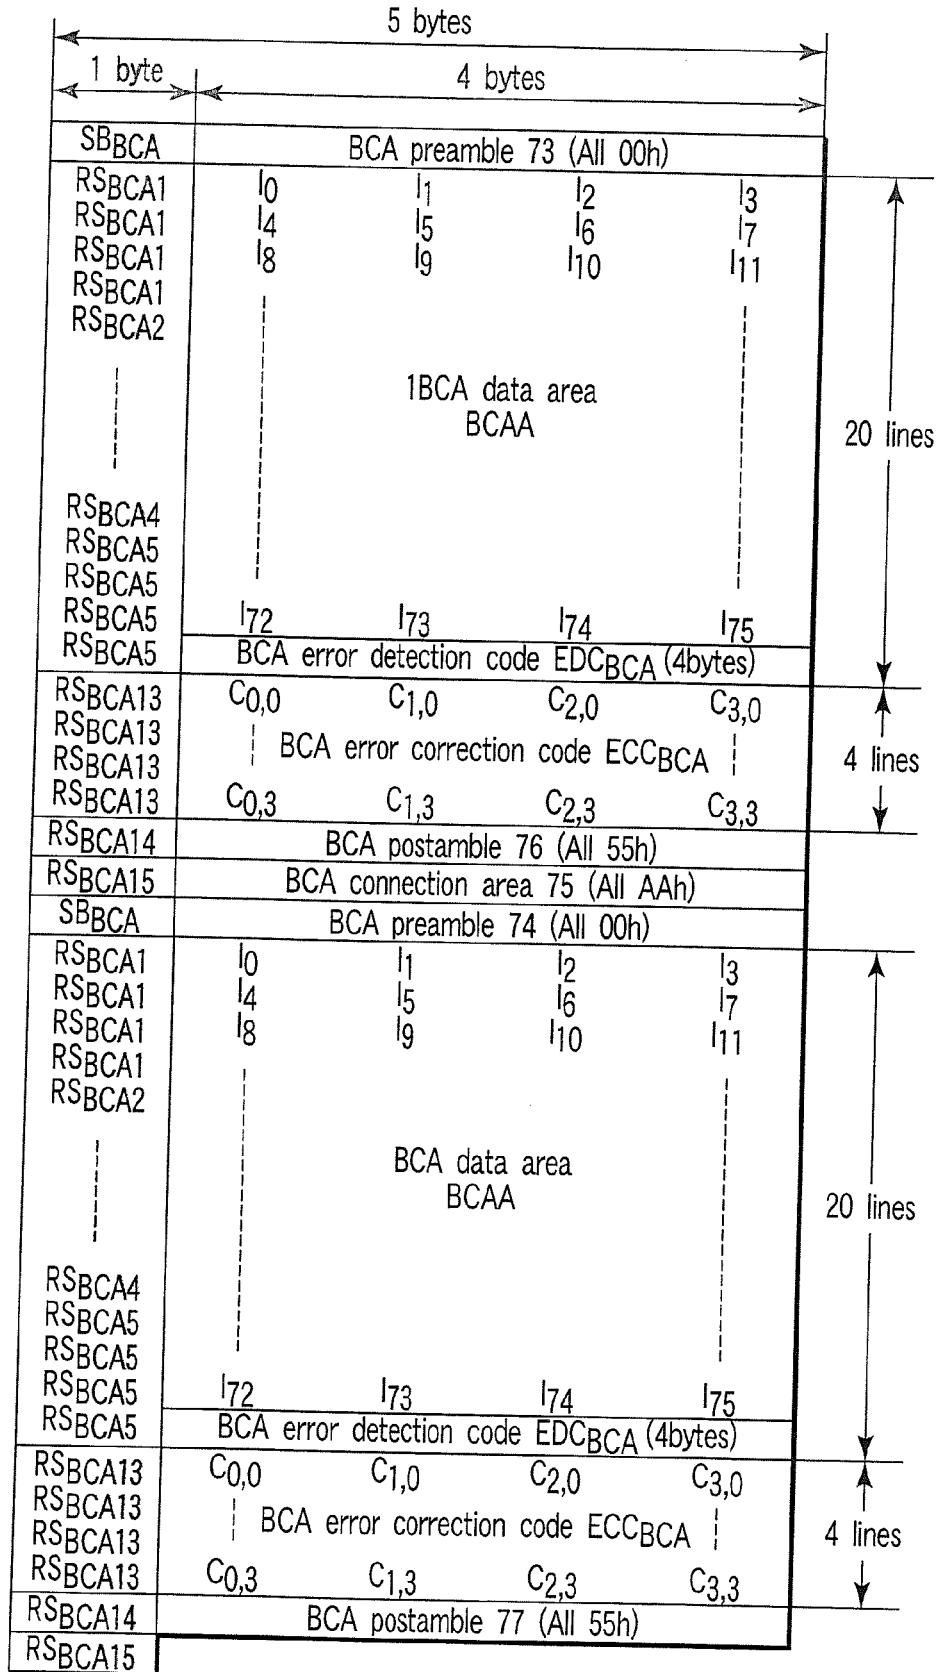 5 bytes
1 byte 4 bytes
SBBCA BCA preamble 73 (All 00h)
RSBCA1 I0 I1 I2 I3
RSBCA1 I4 I5 I6 I7
RSBCA1 I8 I9 I10 I11
RSBCA1
RSBCA2
1BCA data area
BCAA
20 lines
RSBCA4
RSBCA5
RSBCA5
RSBCA5 I72 I73 I74 I75
RSBCA5 BCA error detection code EDCBCA (4bytes)
RSBCA13 C0,0 C1,0 C2,0 C3,0
RSBCA13
RSBCA13 BCA error correction code ECCBCA 4 lines
RSBCA13 C0,3 C1,3 C2,3 C3,3
RSBCA14 BCA postamble 76 (All 55h)
RSBCA15 BCA connection area 75 (All AAh)
SBBCA BCA preamble 74 (All 00h)
RSBCA1 I0 I1 I2 I3
RSBCA1 I4 I5 I6 I7
RSBCA1 I8 I9 I10 I11
RSBCA1
RSBCA2
BCA data area
BCAA
20 lines
RSBCA4
RSBCA5
RSBCA5
RSBCA5 I72 I73 I74 I75
RSBCA5 BCA error detection code EDCBCA (4bytes)
RSBCA13 C0,0 C1,0 C2,0 C3,0
RSBCA13
RSBCA13 BCA error correction code ECCBCA 4 lines
RSBCA13 C0,3 C1,3 C2,3 C3,3
RSBCA14 BCA postamble 77 (All 55h)
RSBCA15